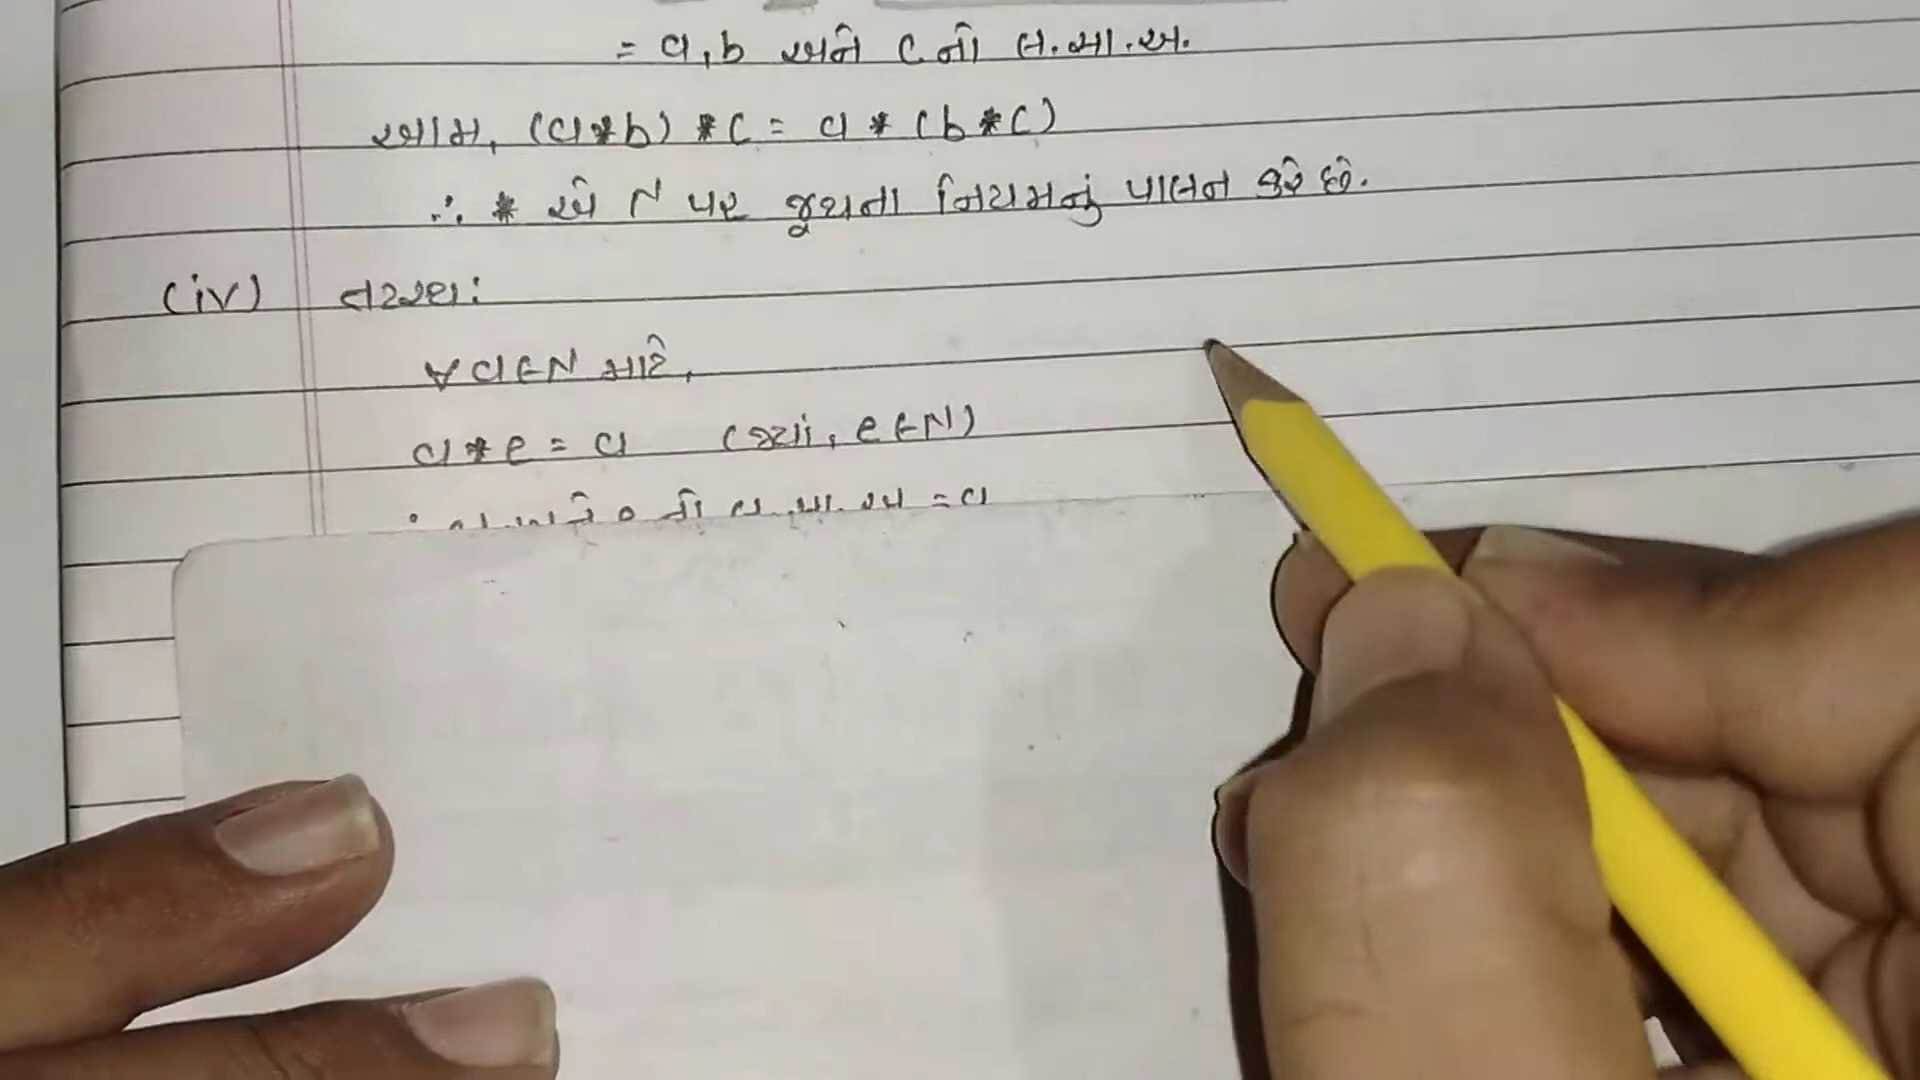 = a, b અને c નો લ.સા.અ.
આમ, (a * b) * c = a * (b * c)
∴ * એ N પર જૂથના નિયમનું પાલન કરે છે.
(iv) તટસ્થ:
∀ a ∈ N માટે,
a * e = a (જ્યાં, e ∈ N)
= a